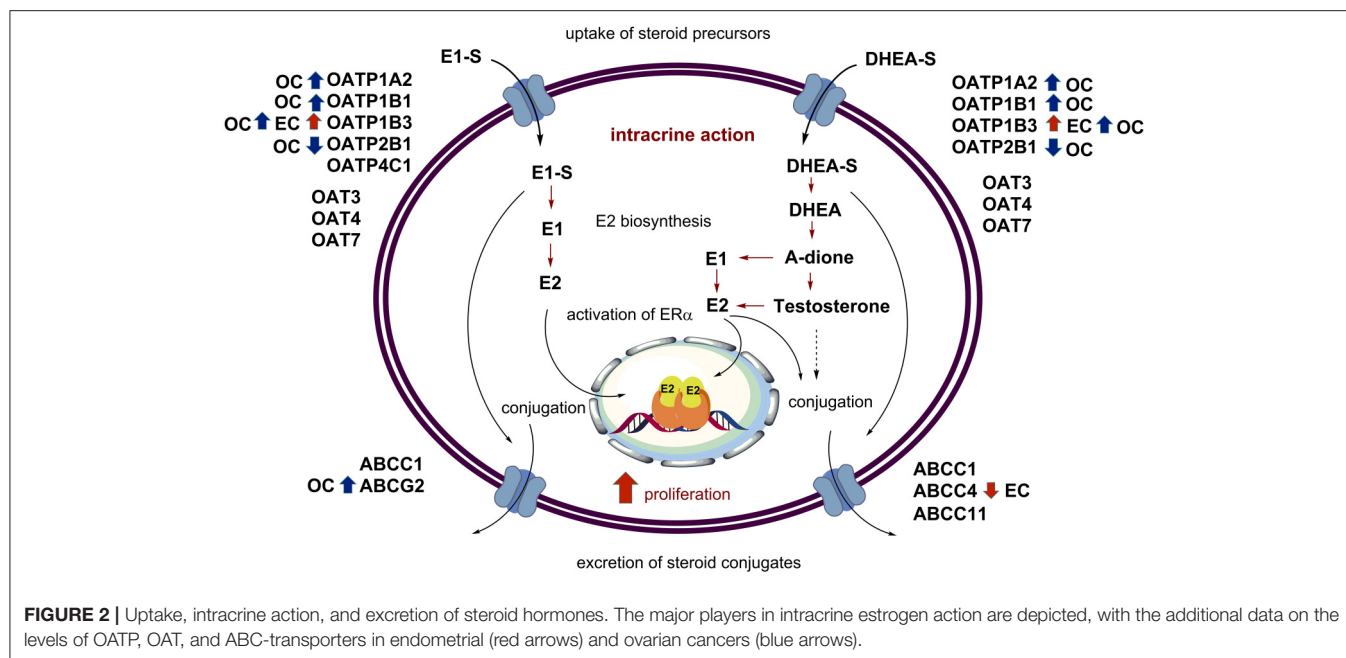 uptake of steroid precursors
E1-S
DHEA-S
OC OATP1A2
OC OATP1B1
OC EC OATP1B3
OC OATP2B1
OATP4C1
OAT3
OAT4
OAT7
OATP1A2 OC
OATP1B1 OC
OATP1B3 EC OC
OATP2B1 OC
OAT3
OAT4
OAT7
intracrine action
E1-S
E1
E2
E2 biosynthesis
DHEA-S
DHEA
E1 A-dione
E2 Testosterone
activation of ERα
E2 E2
conjugation
conjugation
proliferation
ABCC1
OC ABCG2
ABCC1
ABCC4 EC
ABCC11
excretion of steroid conjugates
FIGURE 2 | Uptake, intracrine action, and excretion of steroid hormones. The major players in intracrine estrogen action are depicted, with the additional data on the
levels of OATP, OAT, and ABC-transporters in endometrial (red arrows) and ovarian cancers (blue arrows).